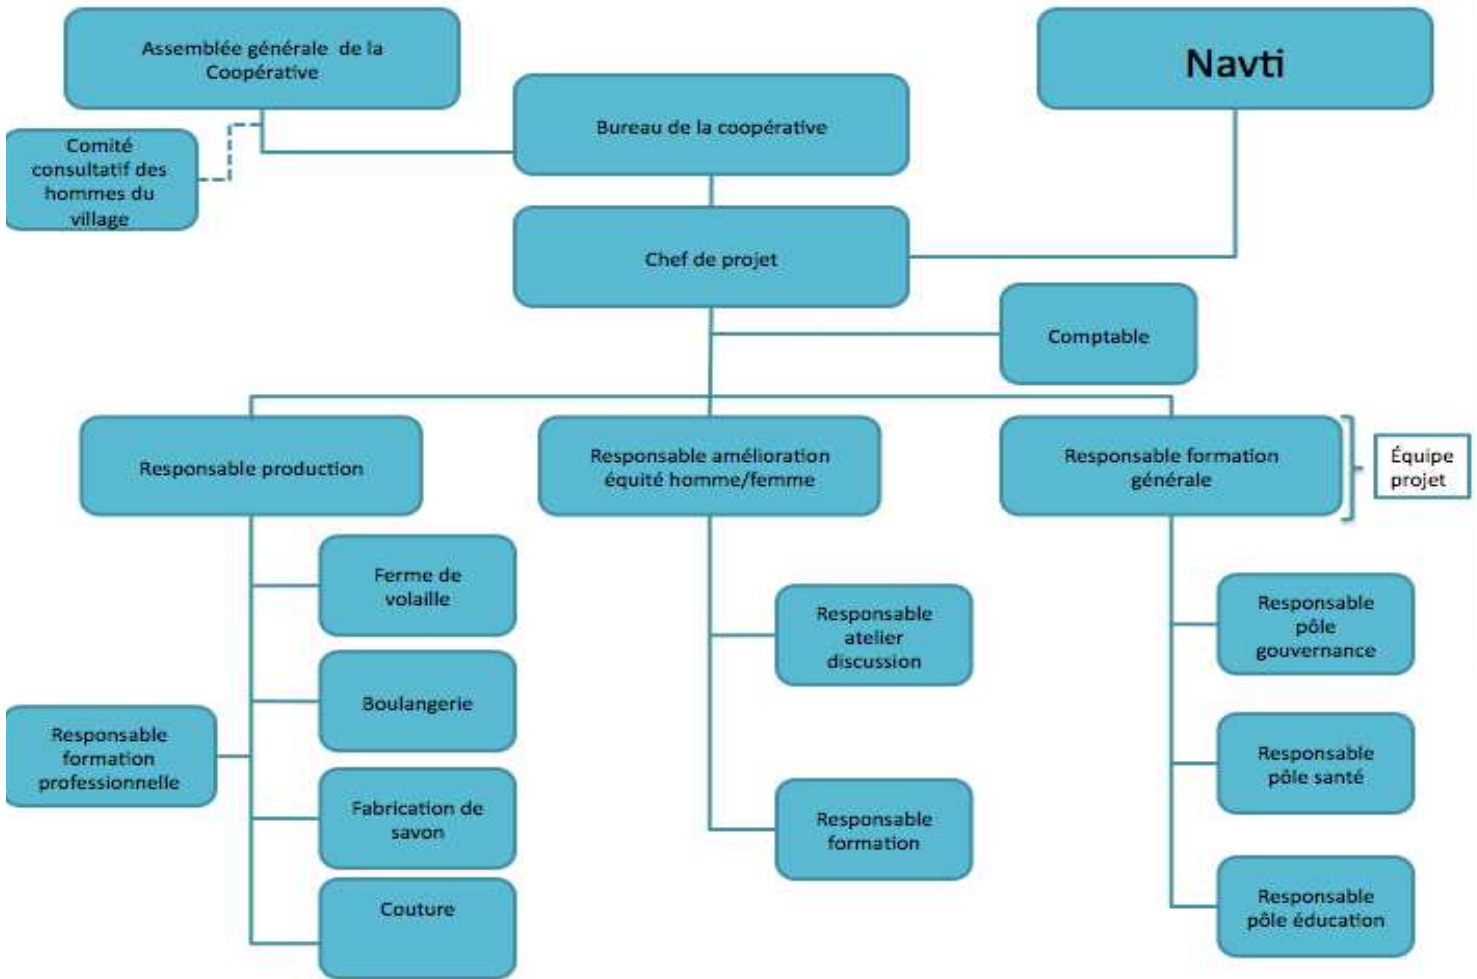 Assemblée générale de la
Coopérative
Navti
Bureau de la coopérative
Comité
consultatif des
hommes du
village
Chef de projet
Comptable
Responsable production
Responsable amélioration
équité homme/femme
Responsable formation
générale
Équipe
projet
Ferme de
volaille
Responsable
atelier
discussion
Responsable
pôle
gouvernance
Boulangerie
Responsable
formation
professionnelle
Responsable
pôle santé
Fabrication de
savon
Responsable
formation
Couture
Responsable
pôle éducation